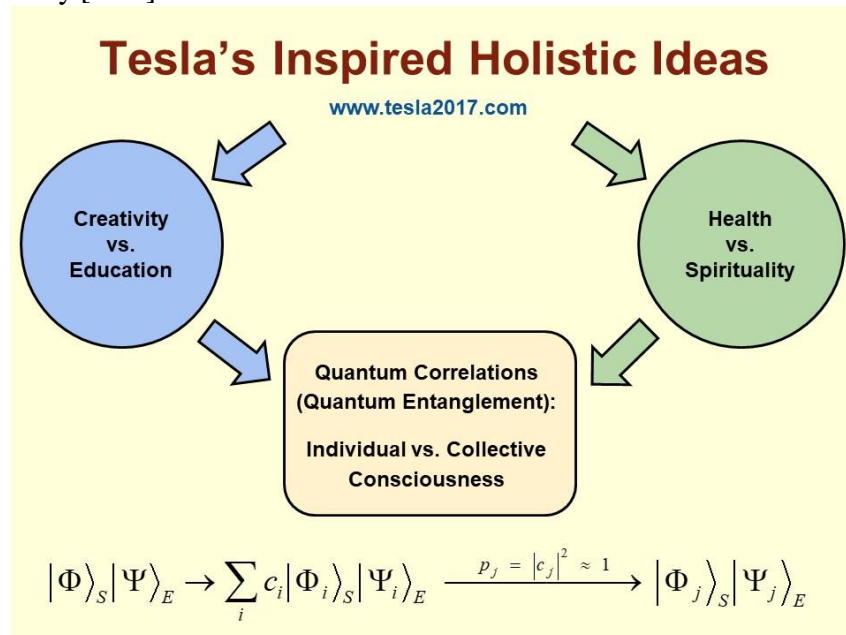 Tesla's Inspired Holistic Ideas
www.tesla2017.com
Creativity
vs.
Education
Health
vs.
Spirituality
Quantum Correlations
(Quantum Entanglement):
Individual vs. Collective
Consciousness
|Φ⟩_S|Ψ⟩_E → ∑_i c_i|Φ_i⟩_S|Ψ_i⟩_E —p_j = |c_j|^2 ≈ 1→ |Φ_j⟩_S|Ψ_j⟩_E